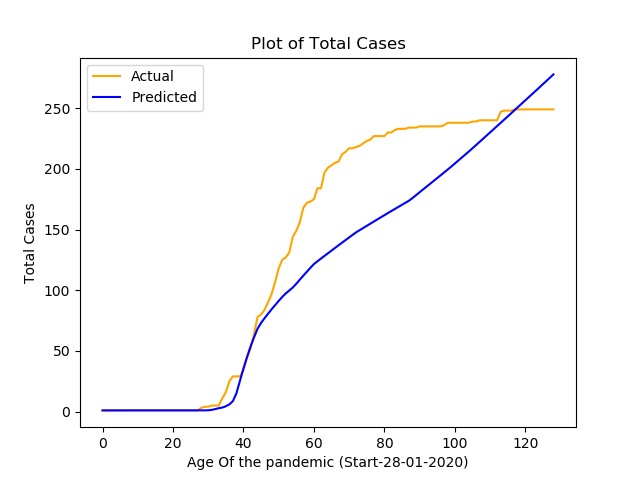 Plot of Total Cases
Actual
Predicted
250
200
150
100
50
0
Total Cases
0 20 40 60 80 100 120
Age Of the pandemic (Start-28-01-2020)